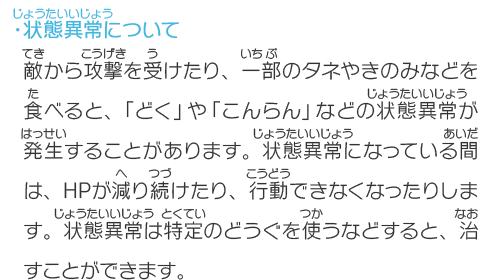 じょうたいいじょう
・状態異常について
てき こうげき う いちぶ
敵から攻撃を受けたり、一部のタネやきのみなどを
た じょうたいいじょう
食べると、「どく」や「こんらん」などの状態異常が
はっせい じょうたいいじょう あいだ
発生することがあります。状態異常になっている間
へ つづ こうどう
は、HPが減り続けたり、行動できなくなったりしま
じょうたいいじょう とくてい つか なお
す。状態異常は特定のどうぐを使うなどすると、治
すことができます。